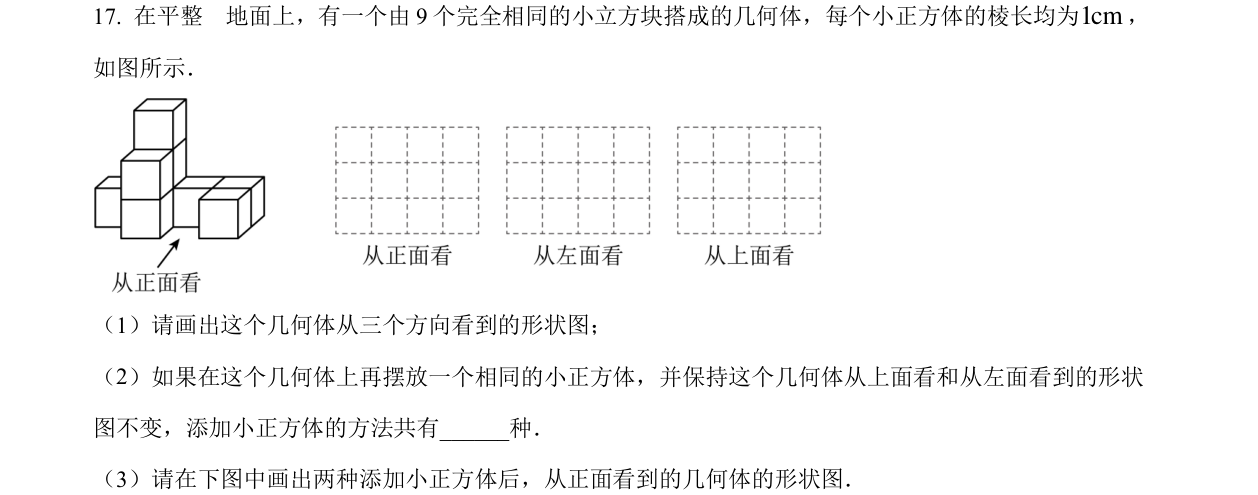 17. 在平整 地面上，有一个由 9 个完全相同的小立方块搭成的几何体，每个小正方体的棱长均为1cm，
如图所示．
从正面看
从正面看 从左面看 从上面看
（1）请画出这个几何体从三个方向看到的形状图；
（2）如果在这个几何体上再摆放一个相同的小正方体，并保持这个几何体从上面看和从左面看到的形状
图不变，添加小正方体的方法共有______种．
（3）请在下图中画出两种添加小正方体后，从正面看到的几何体的形状图．